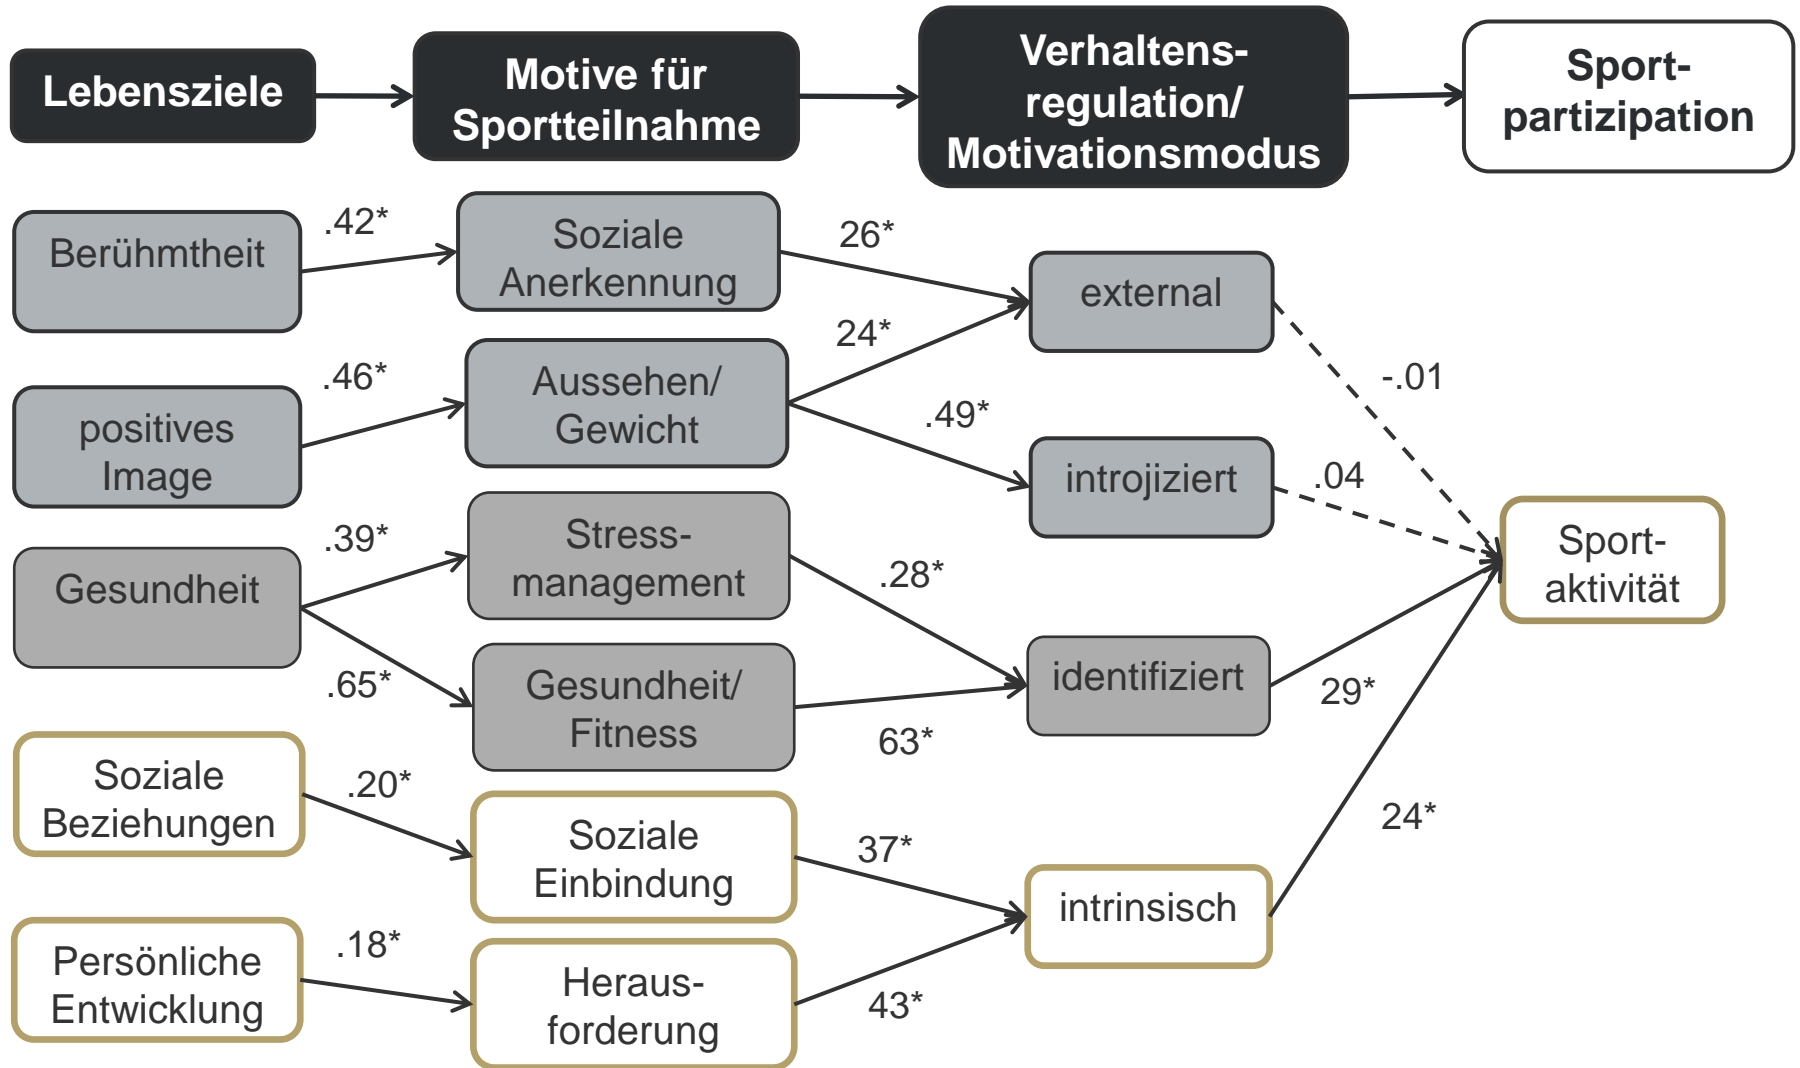 Lebensziele
Motive für
Sportteilnahme
Verhaltens-
regulation/
Motivationsmodus
Sport-
partizipation
Berühmtheit
.42*
Soziale
Anerkennung
26*
external
positives
Image
.46*
Aussehen/
Gewicht
24*
.49*
introjiziert
-.01
.04
Gesundheit
.39*
.65*
Stress-
management
.28*
Gesundheit/
Fitness
63*
identifiziert
29*
Sport-
aktivität
Soziale
Beziehungen
.20*
Soziale
Einbindung
37*
intrinsisch
24*
Persönliche
Entwicklung
.18*
Heraus-
forderung
43*